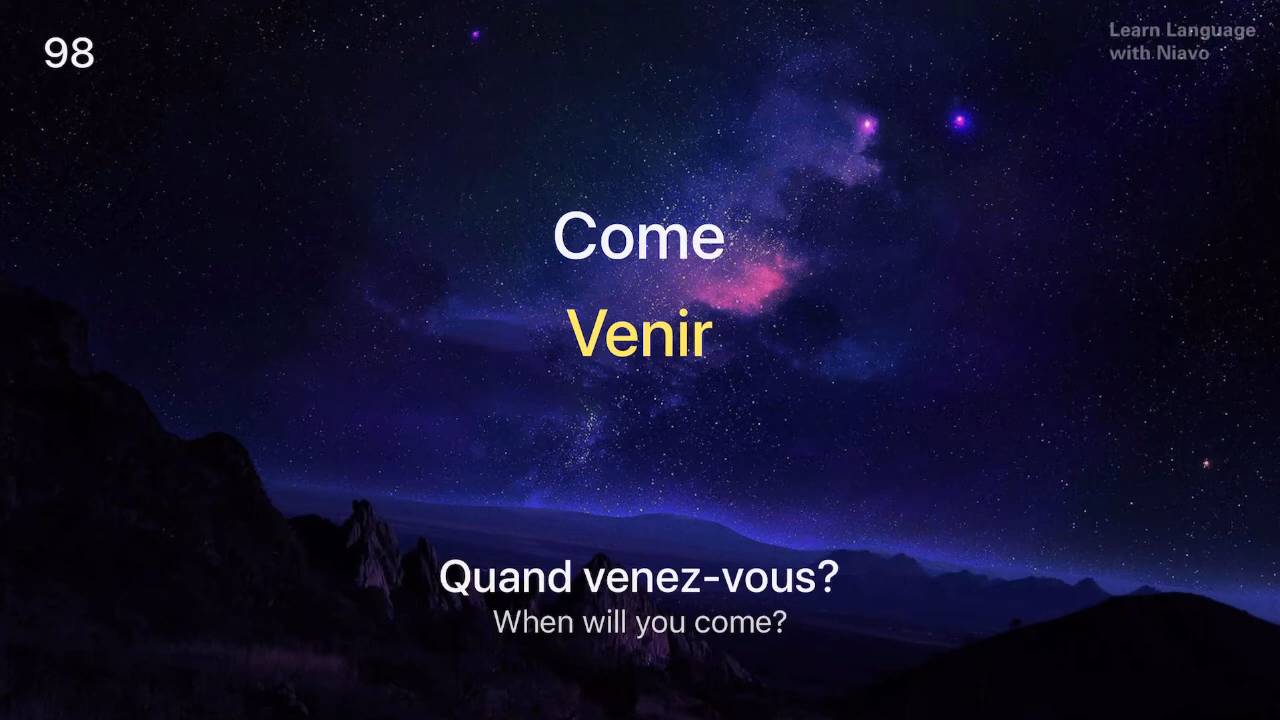 98
Learn Language
with Niavo
Come
Venir
Quand venez-vous?
When will you come?